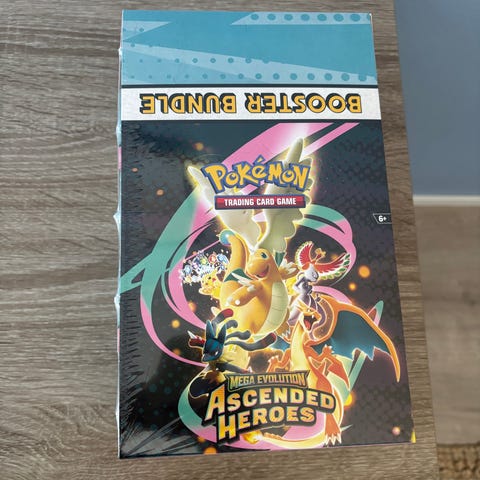 BOOSTER BUNDLE
POKéMON
TRADING CARD GAME
6+
MEGA EVOLUTION
ASCENDED
HEROES